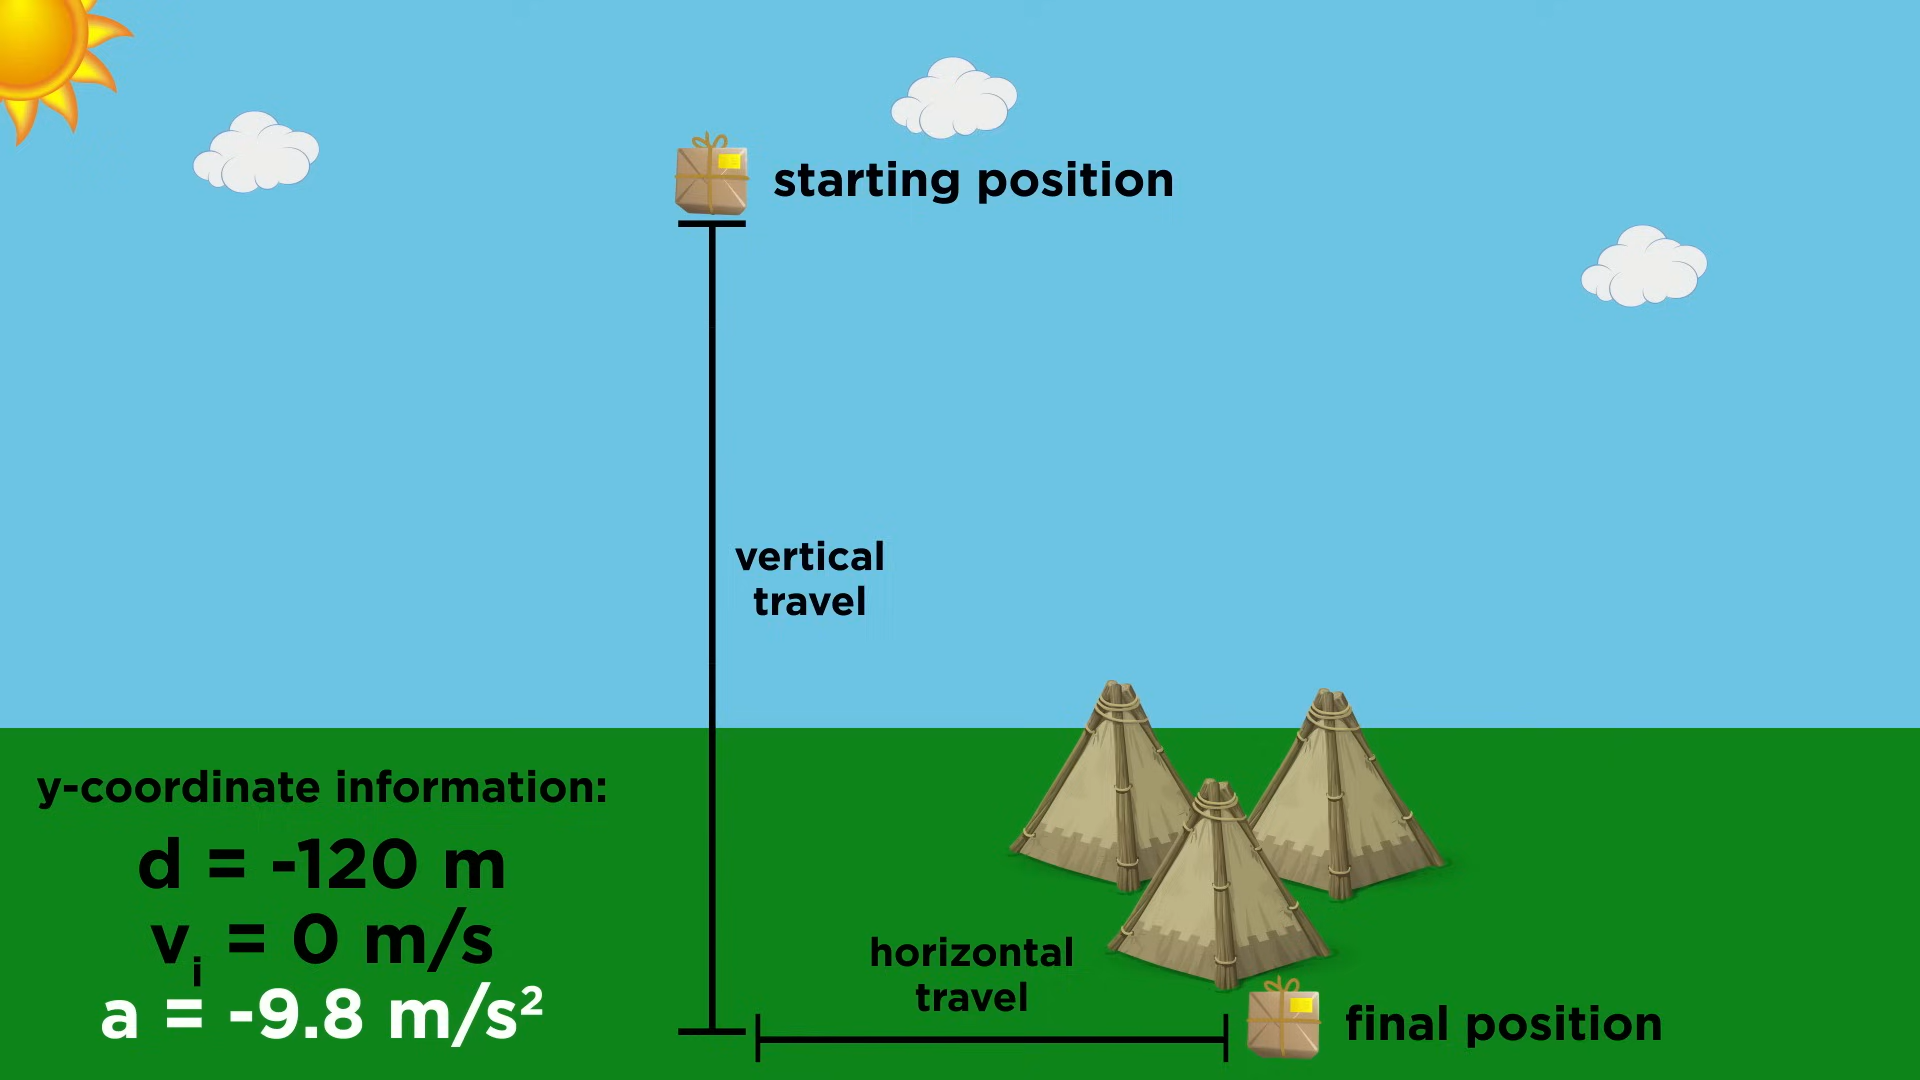 starting position
vertical
travel
y-coordinate information:
d = -120 m
vᵢ = 0 m/s
a = -9.8 m/s²
horizontal
travel
final position